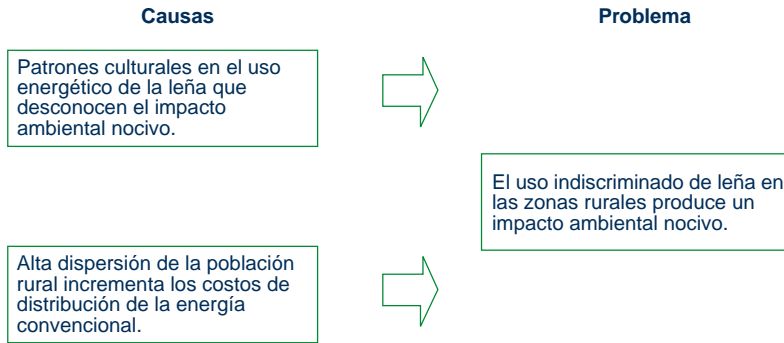 Causas
Problema
Patrones culturales en el uso
energético de la leña que
desconocen el impacto
ambiental nocivo.
El uso indiscriminado de leña en
las zonas rurales produce un
impacto ambiental nocivo.
Alta dispersión de la población
rural incrementa los costos de
distribución de la energía
convencional.